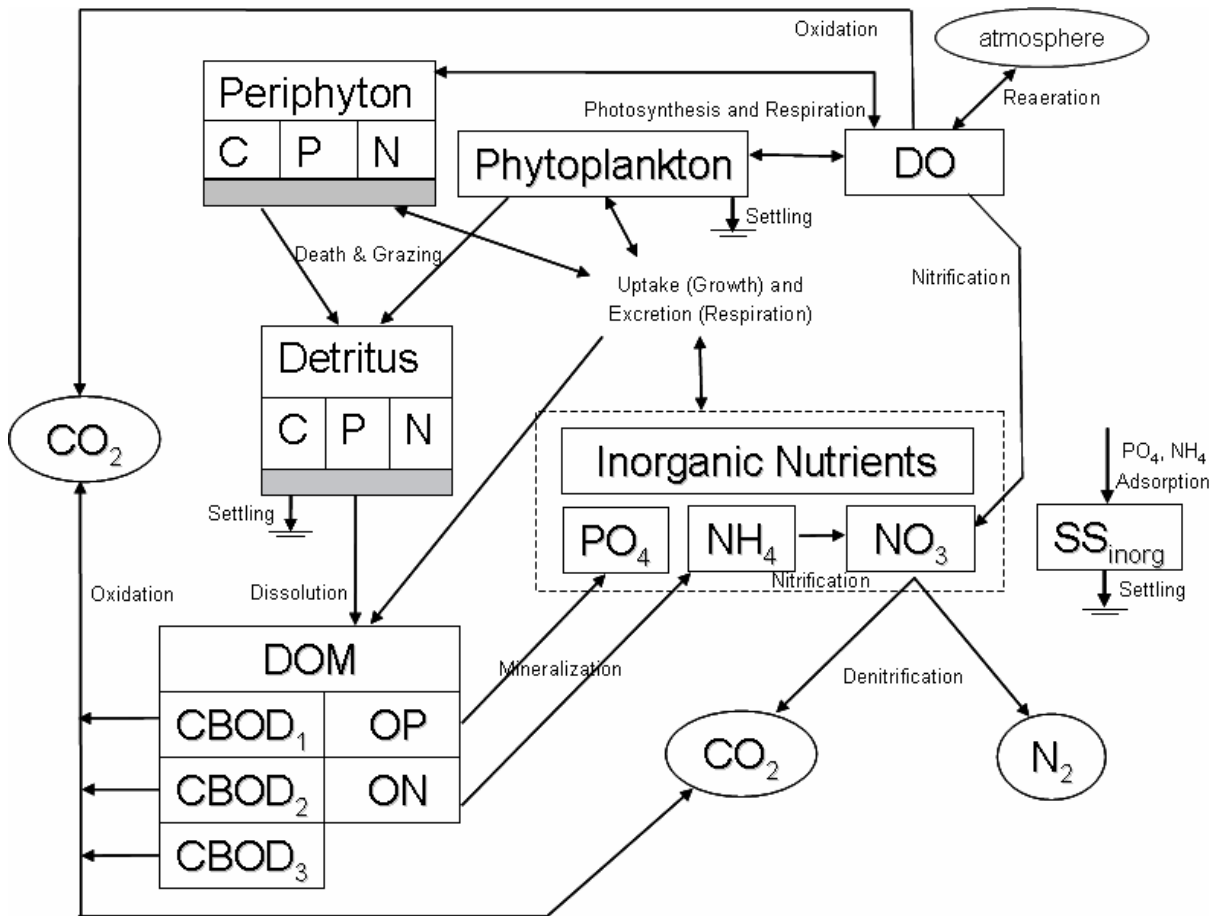 Oxidation
atmosphere
Periphyton
Reaeration
Photosynthesis and Respiration
C P N
Phytoplankton
DO
Settling
Death & Grazing
Nitrification
Uptake (Growth) and
Excretion (Respiration)
Detritus
C P N
CO₂
Inorganic Nutrients
PO₄, NH₄
Adsorption
Settling
PO₄
NH₄
NO₃
SSinorg
Nitrification
Oxidation
Dissolution
Settling
DOM
Mineralization
Denitrification
CBOD₁ OP
CO₂
N₂
CBOD₂ ON
CBOD₃